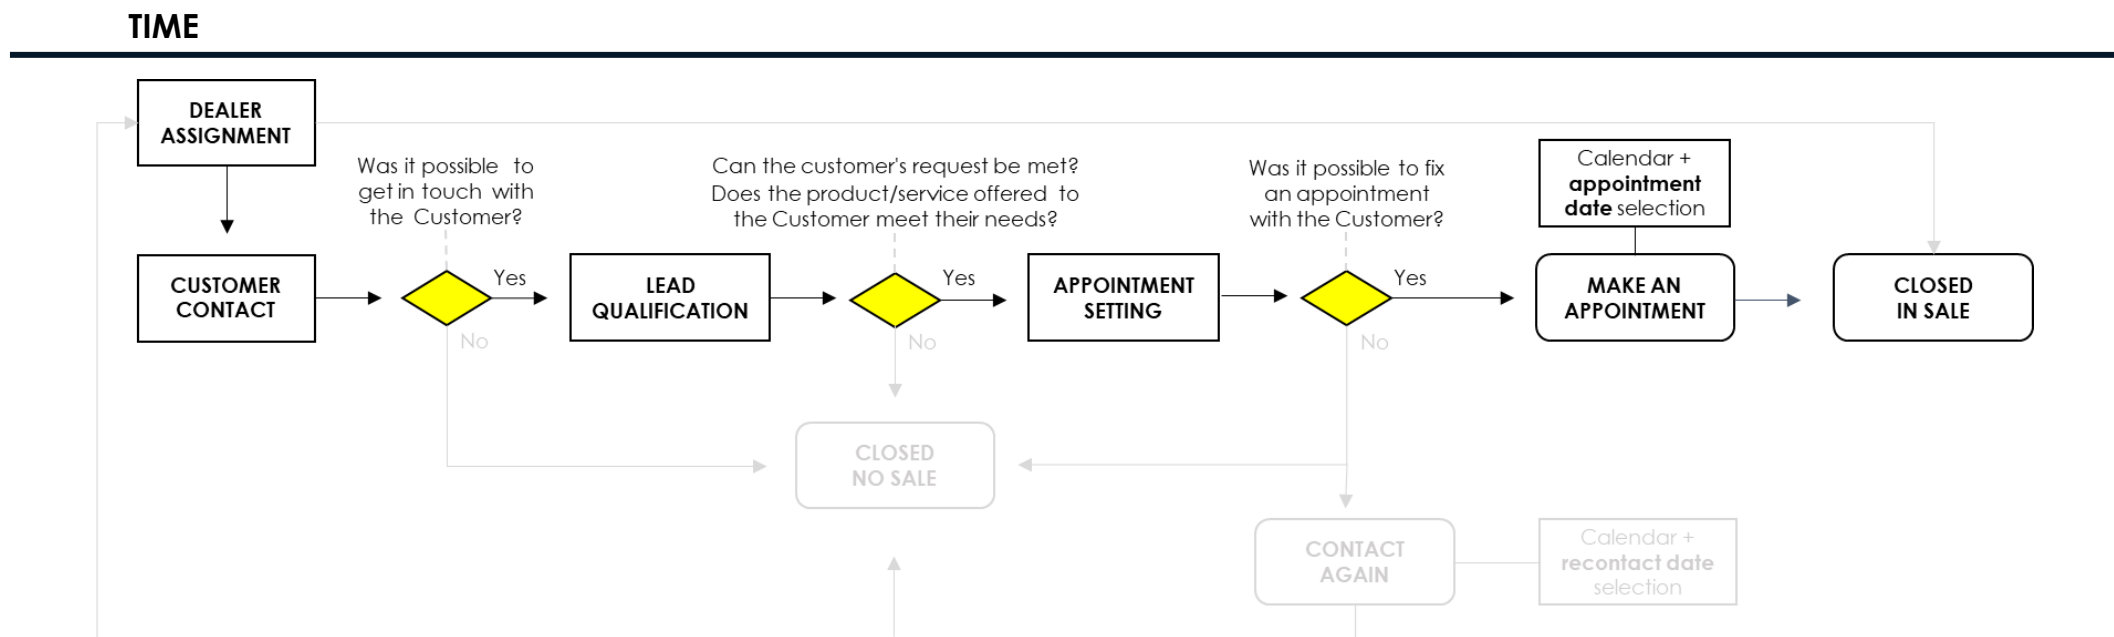 TIME
DEALER
ASSIGNMENT
Was it possible to
get in touch with
the Customer?
Can the customer's request be met?
Does the product/service offered to
the Customer meet their needs?
Was it possible to fix
an appointment
with the Customer?
Calendar +
appointment
date selection
CUSTOMER
CONTACT
Yes
LEAD
QUALIFICATION
Yes
APPOINTMENT
SETTING
Yes
MAKE AN
APPOINTMENT
CLOSED
IN SALE
No
No
No
CLOSED
NO SALE
CONTACT
AGAIN
Calendar +
recontact date
selection